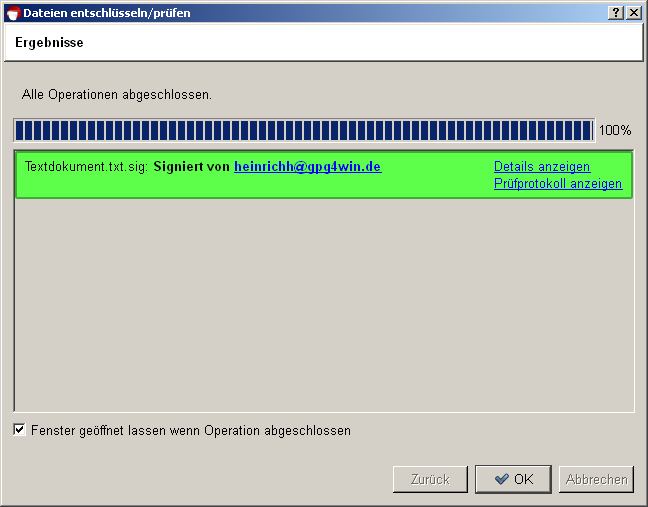 Dateien entschlüsseln/prüfen
Ergebnisse
Alle Operationen abgeschlossen.
100%
Textdokument.txt.sig: Signiert von heinrichh@gpg4win.de Details anzeigen
Prüfprotokoll anzeigen
Fenster geöffnet lassen wenn Operation abgeschlossen
Zurück OK Abbrechen